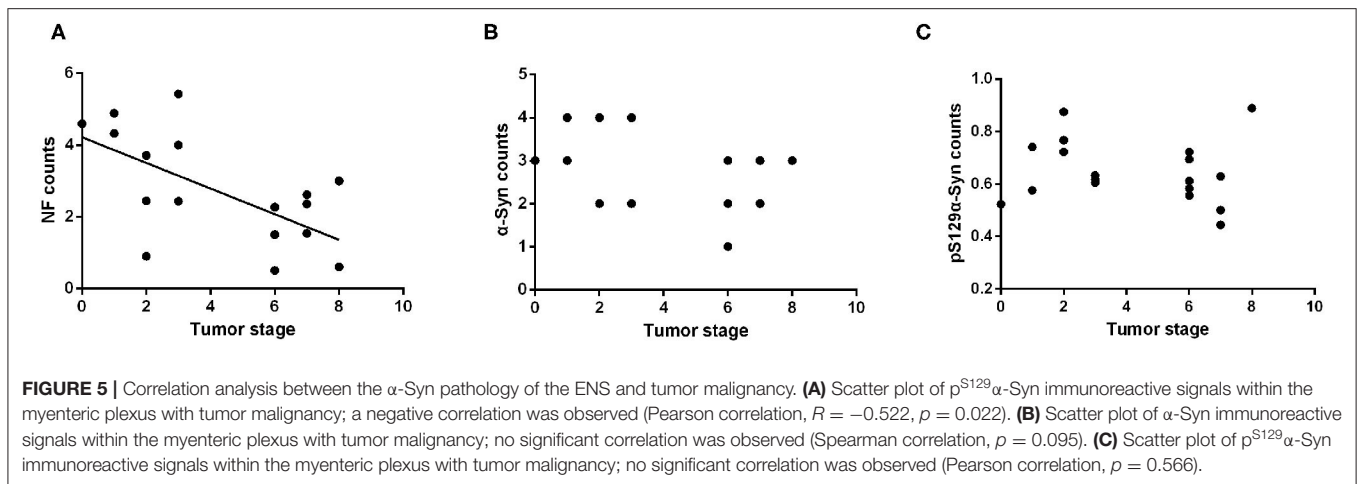 A
B
C
6
4
2
0
NF counts
0
2
4
6
8
10
Tumor stage
5
4
3
2
1
0
α-Syn counts
0
2
4
6
8
10
Tumor stage
1.0
0.8
0.6
0.4
0.2
pS129α-Syn counts
0
2
4
6
8
10
Tumor stage
FIGURE 5 | Correlation analysis between the α-Syn pathology of the ENS and tumor malignancy. (A) Scatter plot of pS129α-Syn immunoreactive signals within the
myenteric plexus with tumor malignancy; a negative correlation was observed (Pearson correlation, R = −0.522, p = 0.022). (B) Scatter plot of α-Syn immunoreactive
signals within the myenteric plexus with tumor malignancy; no significant correlation was observed (Spearman correlation, p = 0.095). (C) Scatter plot of pS129α-Syn
immunoreactive signals within the myenteric plexus with tumor malignancy; no significant correlation was observed (Pearson correlation, p = 0.566).